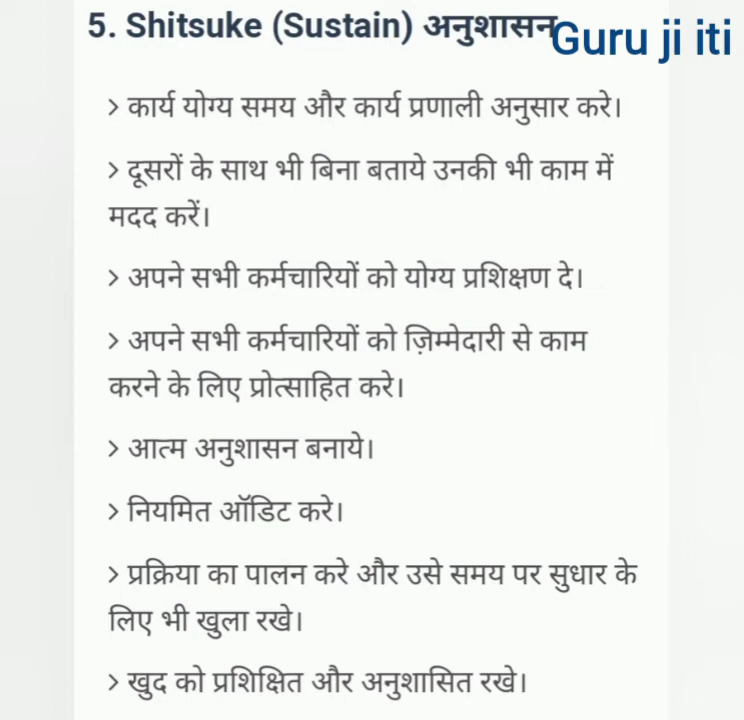 5. Shitsuke (Sustain) अनुशासन
Guru ji iti
> कार्य योग्य समय और कार्य प्रणाली अनुसार करे।
> दूसरों के साथ भी बिना बताये उनकी भी काम में
मदद करें।
> अपने सभी कर्मचारियों को योग्य प्रशिक्षण दे।
> अपने सभी कर्मचारियों को ज़िम्मेदारी से काम
करने के लिए प्रोत्साहित करे।
> आत्म अनुशासन बनाये।
> नियमित ऑडिट करे।
> प्रक्रिया का पालन करे और उसे समय पर सुधार के
लिए भी खुला रखे।
> खुद को प्रशिक्षित और अनुशासित रखे।